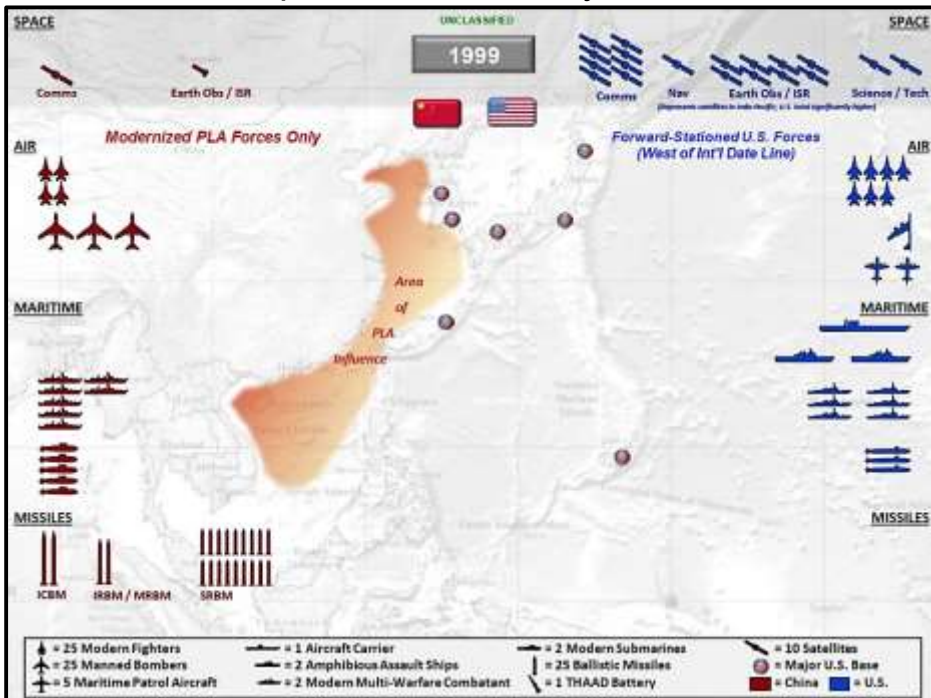 UNCLASSIFIED
1999
SPACE
SPACE
Comms
Earth Obs / ISR
Comms
Nav
Earth Obs / ISR
Science / Tech
Modernized PLA Forces Only
Forward-Stationed U.S. Forces
(West of Int'l Date Line)
AIR
AIR
Area
of
PLA
Influence
MARITIME
MARITIME
MISSILES
MISSILES
ICBM
IRBM / MRBM
SRBM
= 25 Modern Fighters
= 1 Aircraft Carrier
= 2 Modern Submarines
= 10 Satellites
= 25 Manned Bombers
= 2 Amphibious Assault Ships
= 25 Ballistic Missiles
= Major U.S. Base
= 5 Maritime Patrol Aircraft
= 2 Modern Multi-Warfare Combatant
= 1 THAAD Battery
= China
= U.S.